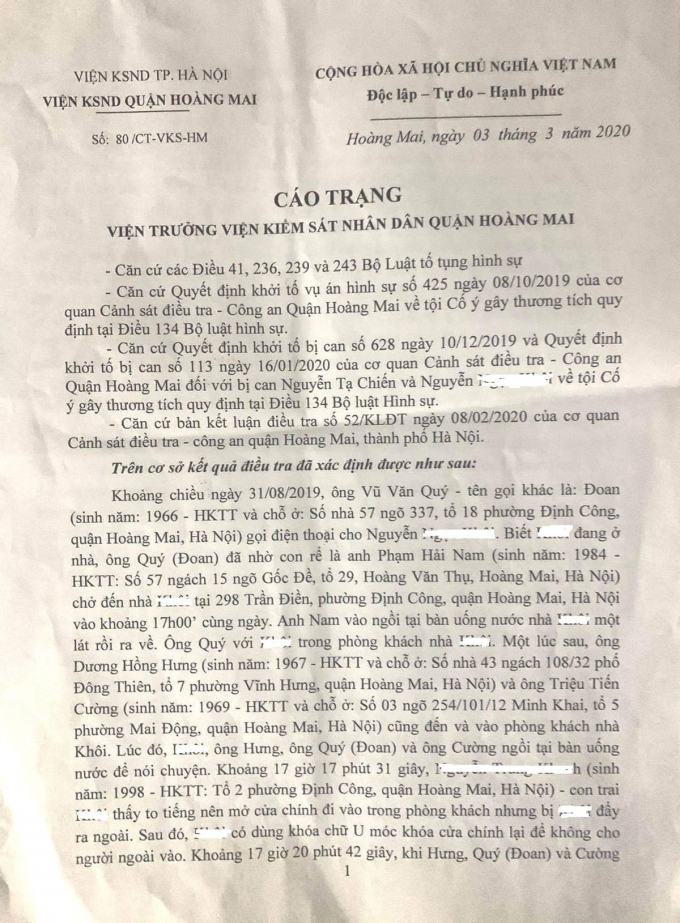 VIỆN KSND TP. HÀ NỘI
VIỆN KSND QUẬN HOÀNG MAI
Số: 80 /CT-VKS-HM
CỘNG HÒA XÃ HỘI CHỦ NGHĨA VIỆT NAM
Độc lập – Tự do – Hạnh phúc
Hoàng Mai, ngày 03 tháng 3 năm 2020
CÁO TRẠNG
VIỆN TRƯỞNG VIỆN KIỂM SÁT NHÂN DÂN QUẬN HOÀNG MAI
- Căn cứ các Điều 41, 236, 239 và 243 Bộ Luật tố tụng hình sự
- Căn cứ Quyết định khởi tố vụ án hình sự số 425 ngày 08/10/2019 của cơ
quan Cảnh sát điều tra - Công an Quận Hoàng Mai về tội Cố ý gây thương tích quy
định tại Điều 134 Bộ luật hình sự.
- Căn cứ Quyết định khởi tố bị can số 628 ngày 10/12/2019 và Quyết định
khởi tố bị can số 113 ngày 16/01/2020 của cơ quan Cảnh sát điều tra - Công an
Quận Hoàng Mai đối với bị can Nguyễn Tạ Chiến và Nguyễn về tội Cố
ý gây thương tích quy định tại Điều 134 Bộ luật Hình sự.
- Căn cứ bản kết luận điều tra số 52/KLĐT ngày 08/02/2020 của cơ quan
Cảnh sát điều tra - công an quận Hoàng Mai, thành phố Hà Nội.
Trên cơ sở kết quả điều tra đã xác định được như sau:
Khoảng chiều ngày 31/08/2019, ông Vũ Văn Quý - tên gọi khác là: Đoan
(sinh năm: 1966 - HKTT và chỗ ở: Số nhà 57 ngõ 337, tổ 18 phường Định Công,
quận Hoàng Mai, Hà Nội) gọi điện thoại cho Nguyễn . Biết đang ở
nhà, ông Quý (Đoan) đã nhờ con rể là anh Phạm Hải Nam (sinh năm: 1984 -
HKTT: Số 57 ngách 15 ngõ Gốc Đề, tổ 29, Hoàng Văn Thụ, Hoàng Mai, Hà Nội)
chở đến nhà tại 298 Trần Điền, phường Định Công, quận Hoàng Mai, Hà Nội
vào khoảng 17h00’ cùng ngày. Anh Nam vào ngồi tại bàn uống nước nhà một
lát rồi ra về. Ông Quý với trong phòng khách nhà . Một lúc sau, ông
Dương Hồng Hưng (sinh năm: 1967 - HKTT và chỗ ở: Số nhà 43 ngách 108/32 phố
Đông Thiên, tổ 7 phường Vĩnh Hưng, quận Hoàng Mai, Hà Nội) và ông Triệu Tiến
Cường (sinh năm: 1969 - HKTT và chỗ ở: Số 03 ngõ 254/101/12 Minh Khai, tổ 5
phường Mai Động, quận Hoàng Mai, Hà Nội) cũng đến và vào phòng khách nhà
Khôi. Lúc đó, , ông Hưng, ông Quý (Đoan) và ông Cường ngồi tại bàn uống
nước để nói chuyện. Khoảng 17 giờ 17 phút 31 giây, (sinh
năm: 1998 - HKTT: Tổ 2 phường Định Công, quận Hoàng Mai, Hà Nội) - con trai
thấy to tiếng nên mở cửa chính đi vào trong phòng khách nhưng bị đẩy
ra ngoài. Sau đó, có dùng khóa chữ U móc khóa cửa chính lại để không cho
người ngoài vào. Khoảng 17 giờ 20 phút 42 giây, khi Hưng, Quý (Đoan) và Cường
1